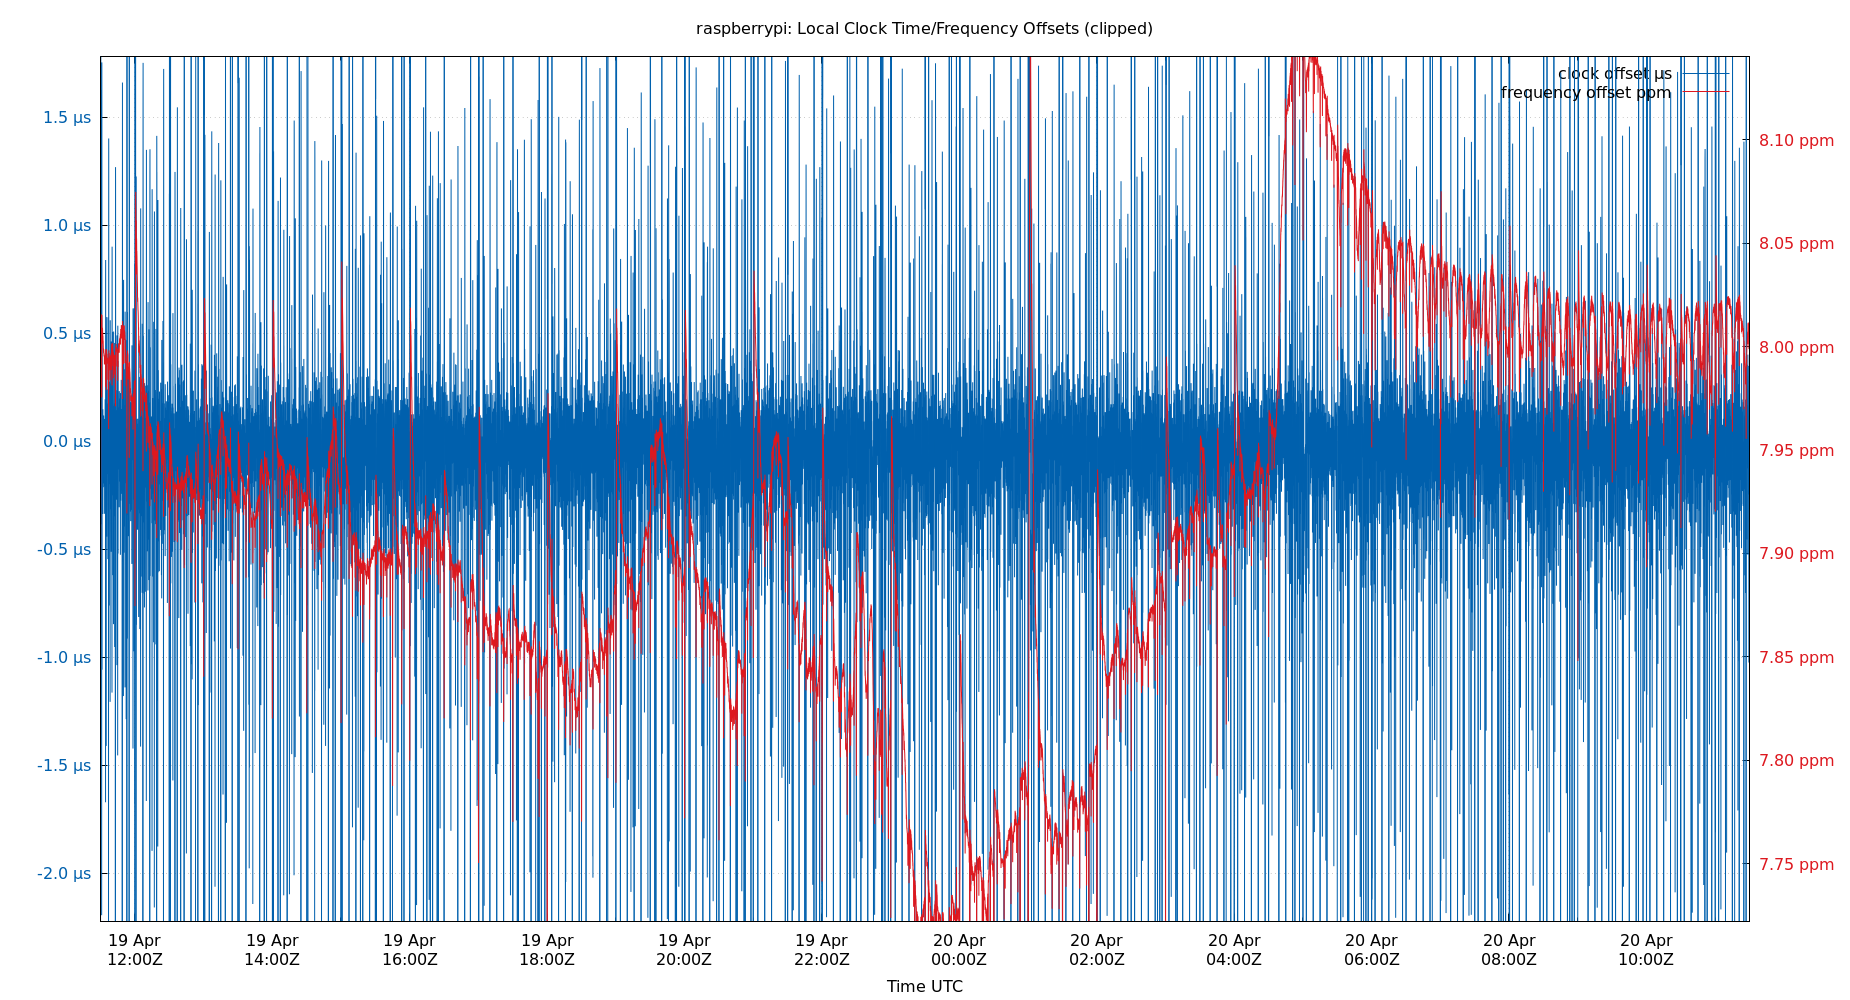 raspberrypi: Local Clock Time/Frequency Offsets (clipped)
clock offset µs
frequency offset ppm
1.5 µs
1.0 µs
0.5 µs
0.0 µs
-0.5 µs
-1.0 µs
-1.5 µs
-2.0 µs
8.10 ppm
8.05 ppm
8.00 ppm
7.95 ppm
7.90 ppm
7.85 ppm
7.80 ppm
7.75 ppm
19 Apr 19 Apr 19 Apr 19 Apr 19 Apr 19 Apr 20 Apr 20 Apr 20 Apr 20 Apr 20 Apr 20 Apr
12:00Z 14:00Z 16:00Z 18:00Z 20:00Z 22:00Z 00:00Z 02:00Z 04:00Z 06:00Z 08:00Z 10:00Z
Time UTC